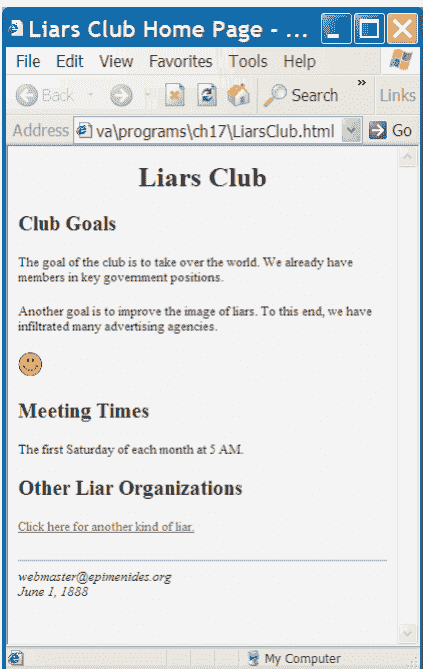 Liars Club Home Page - ...
File Edit View Favorites Tools Help
Back Search » Links
Address va\programs\ch17\LiarsClub.html Go
Liars Club
Club Goals
The goal of the club is to take over the world. We already have
members in key government positions.
Another goal is to improve the image of liars. To this end, we have
infiltrated many advertising agencies.
Meeting Times
The first Saturday of each month at 5 AM.
Other Liar Organizations
Click here for another kind of liar.
webmaster@epimenides.org
June 1, 1888
My Computer